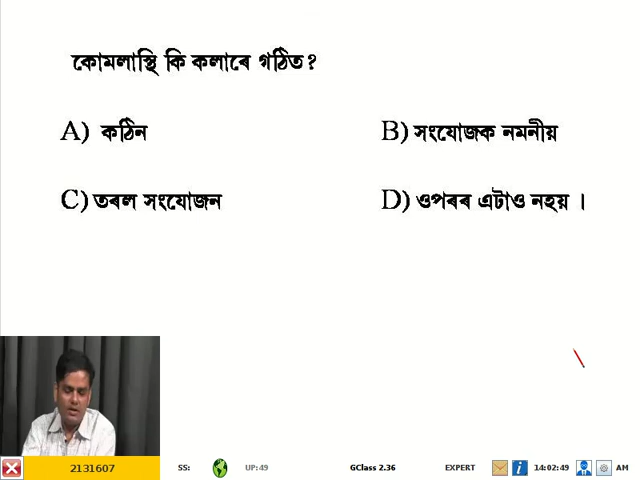 কোমলাস্থি কি কলাৰে গঠিত?
A) কঠিন
B) সংযোজক নমনীয়
C) তৰল সংযোজন
D) ওপৰৰ এটাও নহয় ।
2131607 SS: UP:49 GClass 2.36 EXPERT 14:02:49 AM